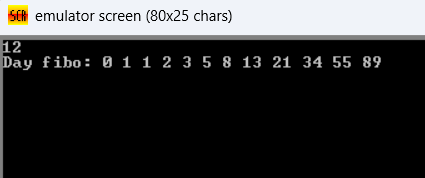 SCR
emulator screen (80x25 chars)
12
Day fibo: 0 1 1 2 3 5 8 13 21 34 55 89